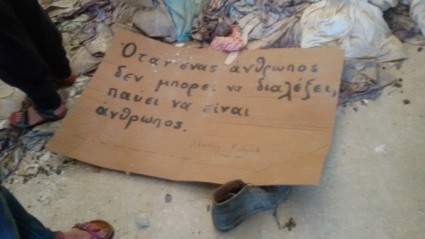 Όταν ένας άνθρωπος
δεν μπορεί να διαλέξει,
παύει να είναι
άνθρωπος.